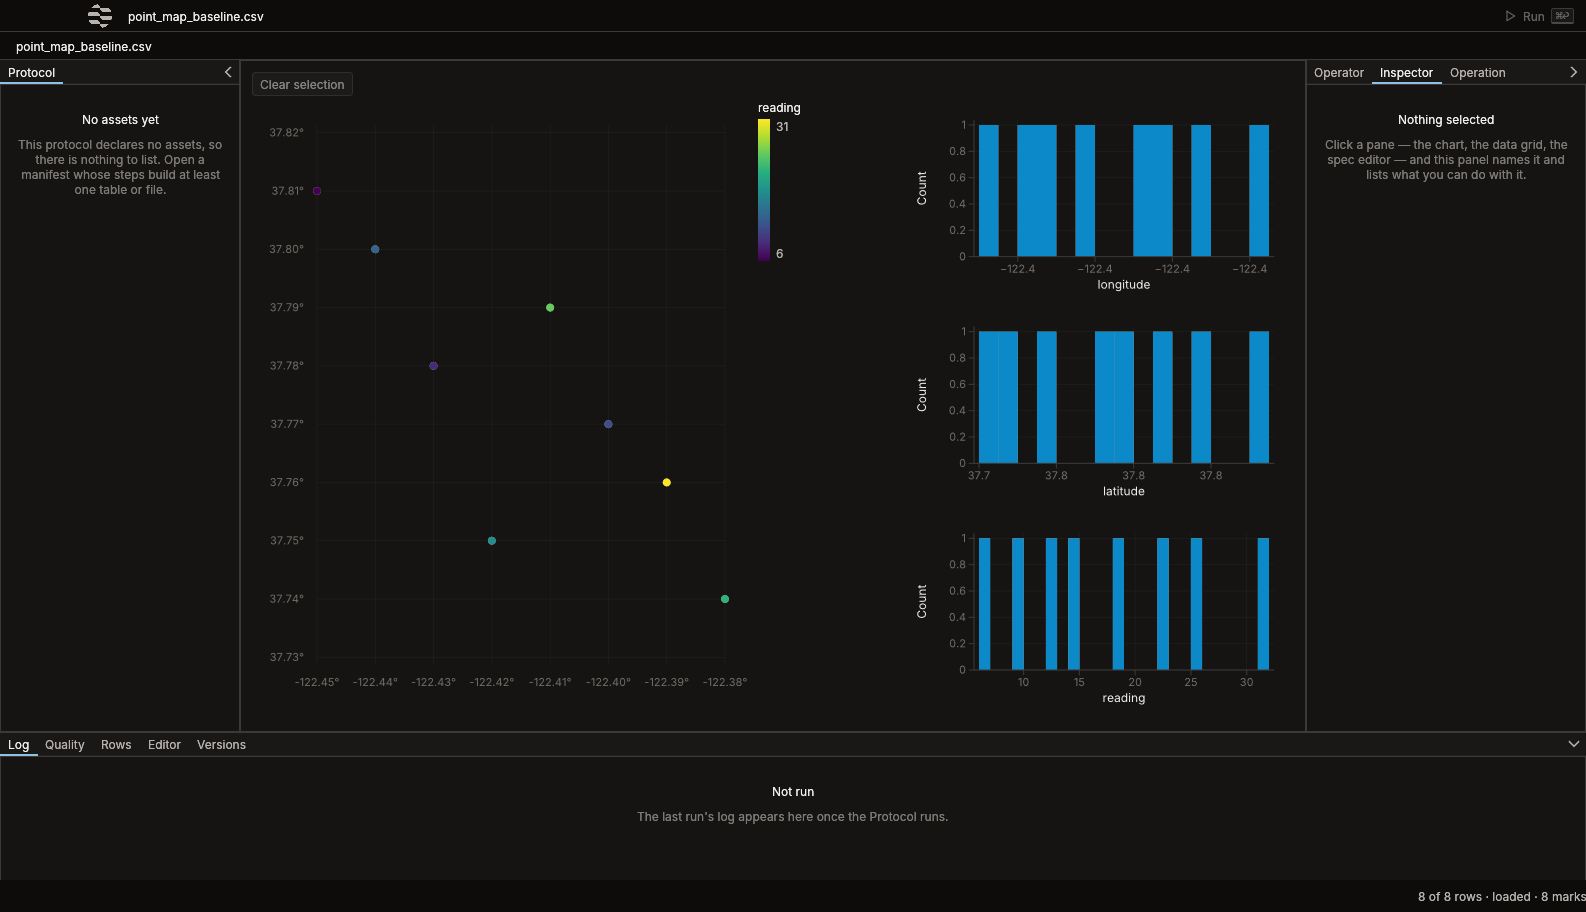 point_map_baseline.csv
Run
point_map_baseline.csv
Protocol
No assets yet
This protocol declares no assets, so
there is nothing to list. Open a
manifest whose steps build at least
one table or file.
Clear selection
reading
31
6
37.82°
37.81°
37.80°
37.79°
37.78°
37.77°
37.76°
37.75°
37.74°
37.73°
-122.45° -122.44° -122.43° -122.42° -122.41° -122.40° -122.39° -122.38°
Count
1
0.8
0.6
0.4
0.2
0
−122.4 −122.4 −122.4 −122.4
longitude
Count
1
0.8
0.6
0.4
0.2
0
37.7 37.8 37.8 37.8
latitude
Count
1
0.8
0.6
0.4
0.2
0
10 15 20 25 30
reading
Operator Inspector Operation
Nothing selected
Click a pane — the chart, the data grid, the
spec editor — and this panel names it and
lists what you can do with it.
Log Quality Rows Editor Versions
Not run
The last run's log appears here once the Protocol runs.
8 of 8 rows · loaded · 8 marks